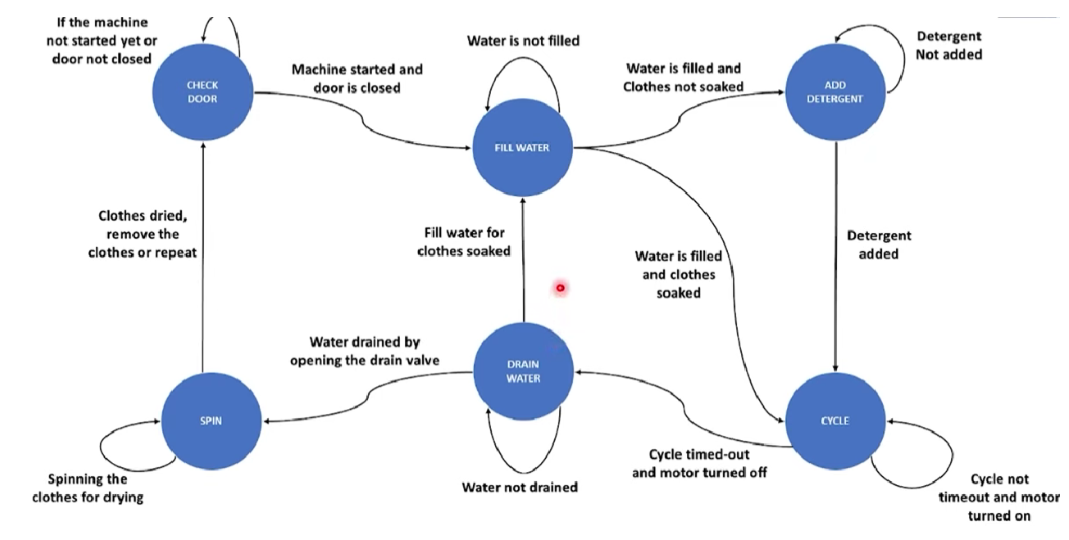 If the machine
not started yet or
door not closed
CHECK
DOOR
Machine started and
door is closed
Water is not filled
FILL WATER
Water is filled and
Clothes not soaked
ADD
DETERGENT
Detergent
Not added
Clothes dried,
remove the
clothes or repeat
Fill water for
clothes soaked
Water is filled
and clothes
soaked
Detergent
added
Water drained by
opening the drain valve
DRAIN
WATER
SPIN
CYCLE
Spinning the
clothes for drying
Water not drained
Cycle timed-out
and motor turned off
Cycle not
timeout and motor
turned on